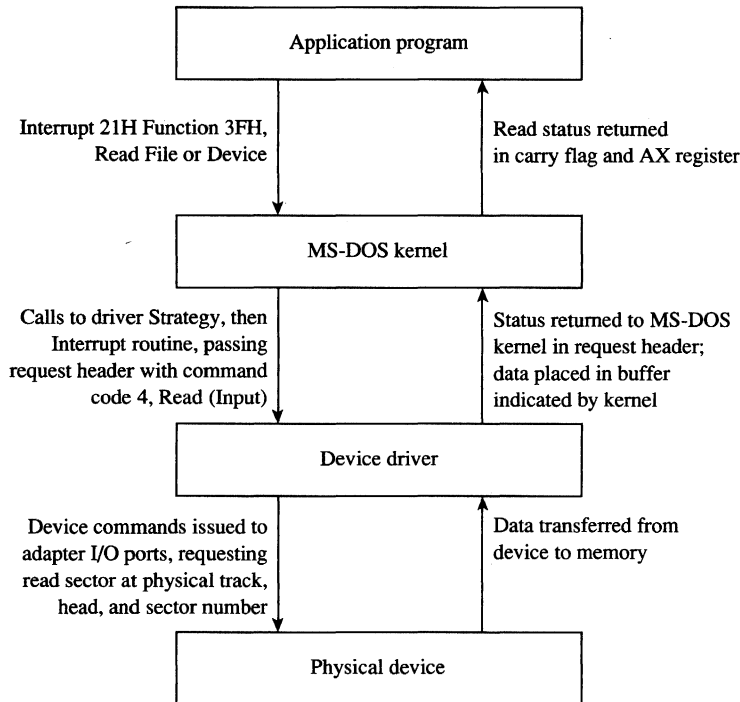 Application program
Interrupt 21H Function 3FH,
Read File or Device
Read status returned
in carry flag and AX register
MS-DOS kernel
Calls to driver Strategy, then
Interrupt routine, passing
request header with command
code 4, Read (Input)
Status returned to MS-DOS
kernel in request header;
data placed in buffer
indicated by kernel
Device driver
Device commands issued to
adapter I/O ports, requesting
read sector at physical track,
head, and sector number
Data transferred from
device to memory
Physical device